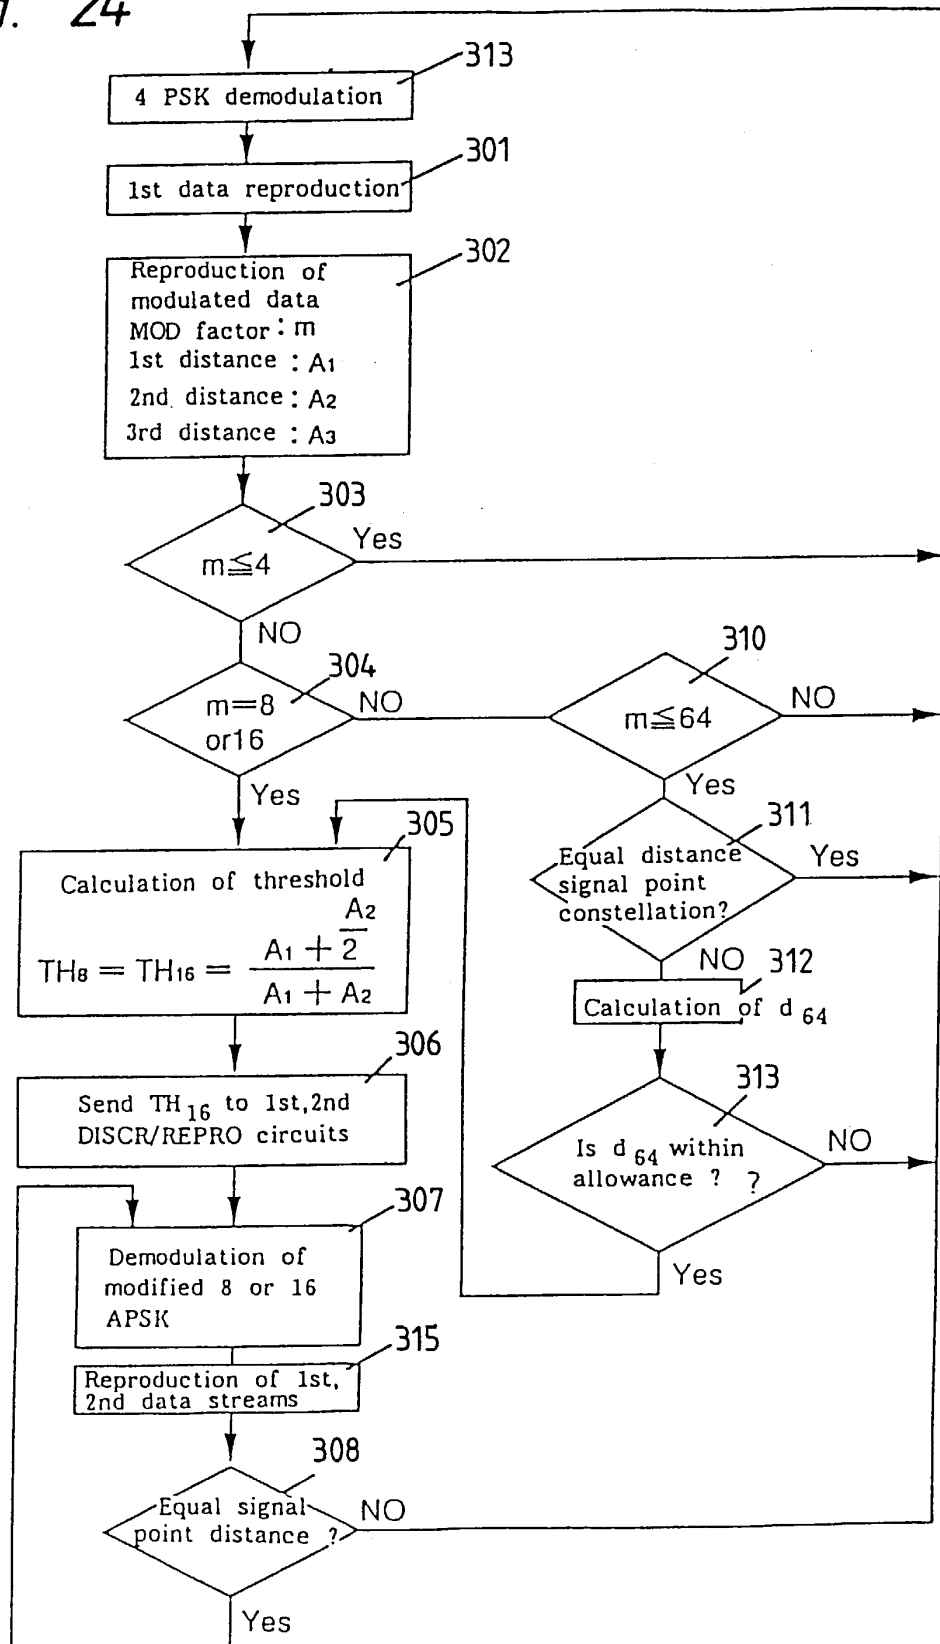 24
313
4 PSK demodulation
301
1st data reproduction
302
Reproduction of
modulated data
MOD factor : m
1st distance : A1
2nd distance : A2
3rd distance : A3
303
m≦4
Yes
NO
304
m=8
or16
NO
Yes
310
m≦64
NO
Yes
311
Equal distance
signal point
constellation?
Yes
NO
312
Calculation of d 64
313
Is d 64 within
allowance ? ?
NO
Yes
305
Calculation of threshold
A2
A1 + 2
TH8 = TH16 =
A1 + A2
306
Send TH16 to 1st,2nd
DISCR/REPRO circuits
307
Demodulation of
modified 8 or 16
APSK
315
Reproduction of 1st,
2nd data streams
308
Equal signal
point distance ?
NO
Yes